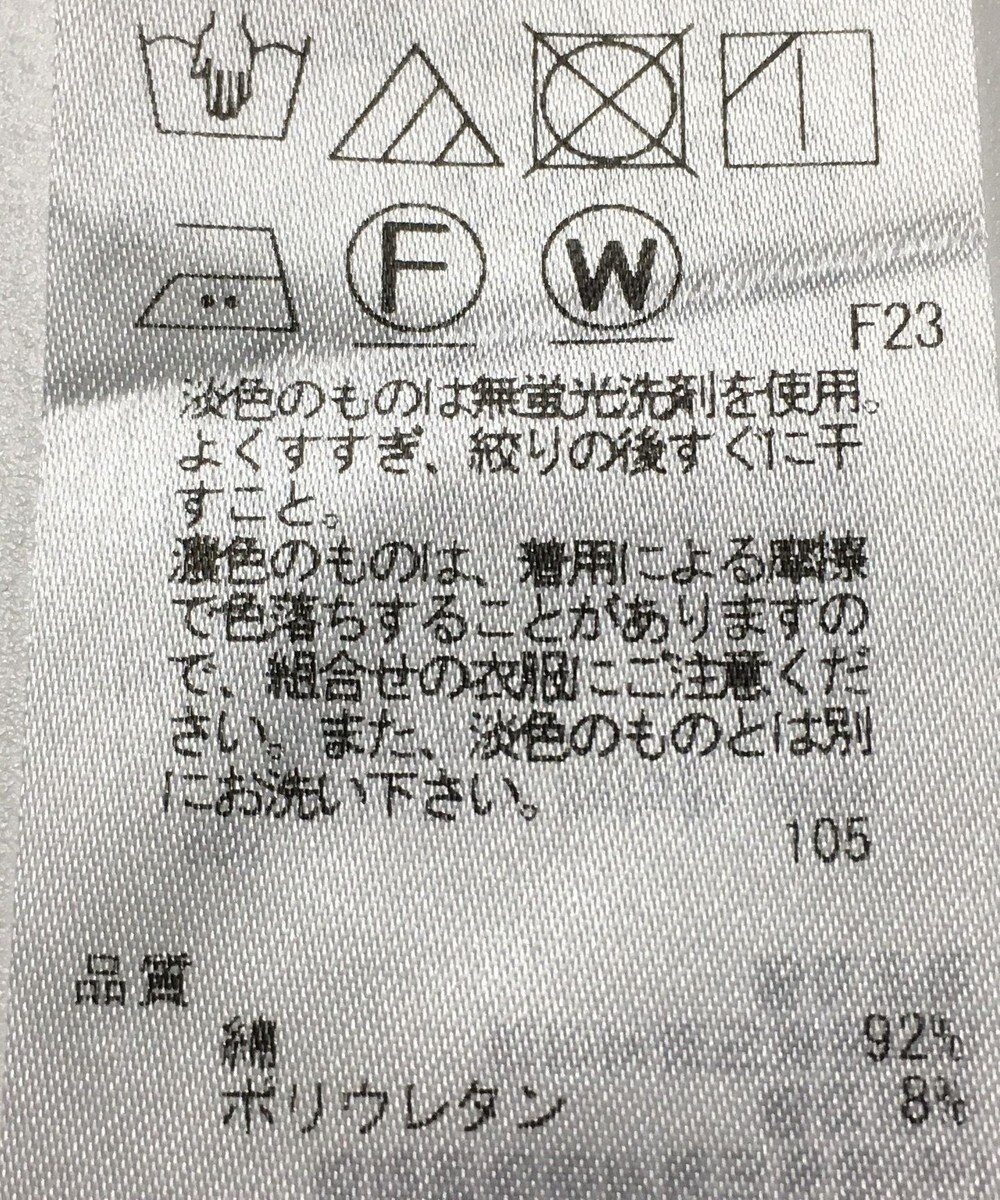 F W
F23
淡色のものは無蛍光洗剤を使用。
よくすすぎ、絞りの後すぐに干
すこと。
濃色のものは、着用による摩擦
で色落ちすることがありますの
で、組合せの衣服にご注意くだ
さい。また、淡色のものとは別
にお洗い下さい。
105
品質
綿 92%
ポリウレタン 8%